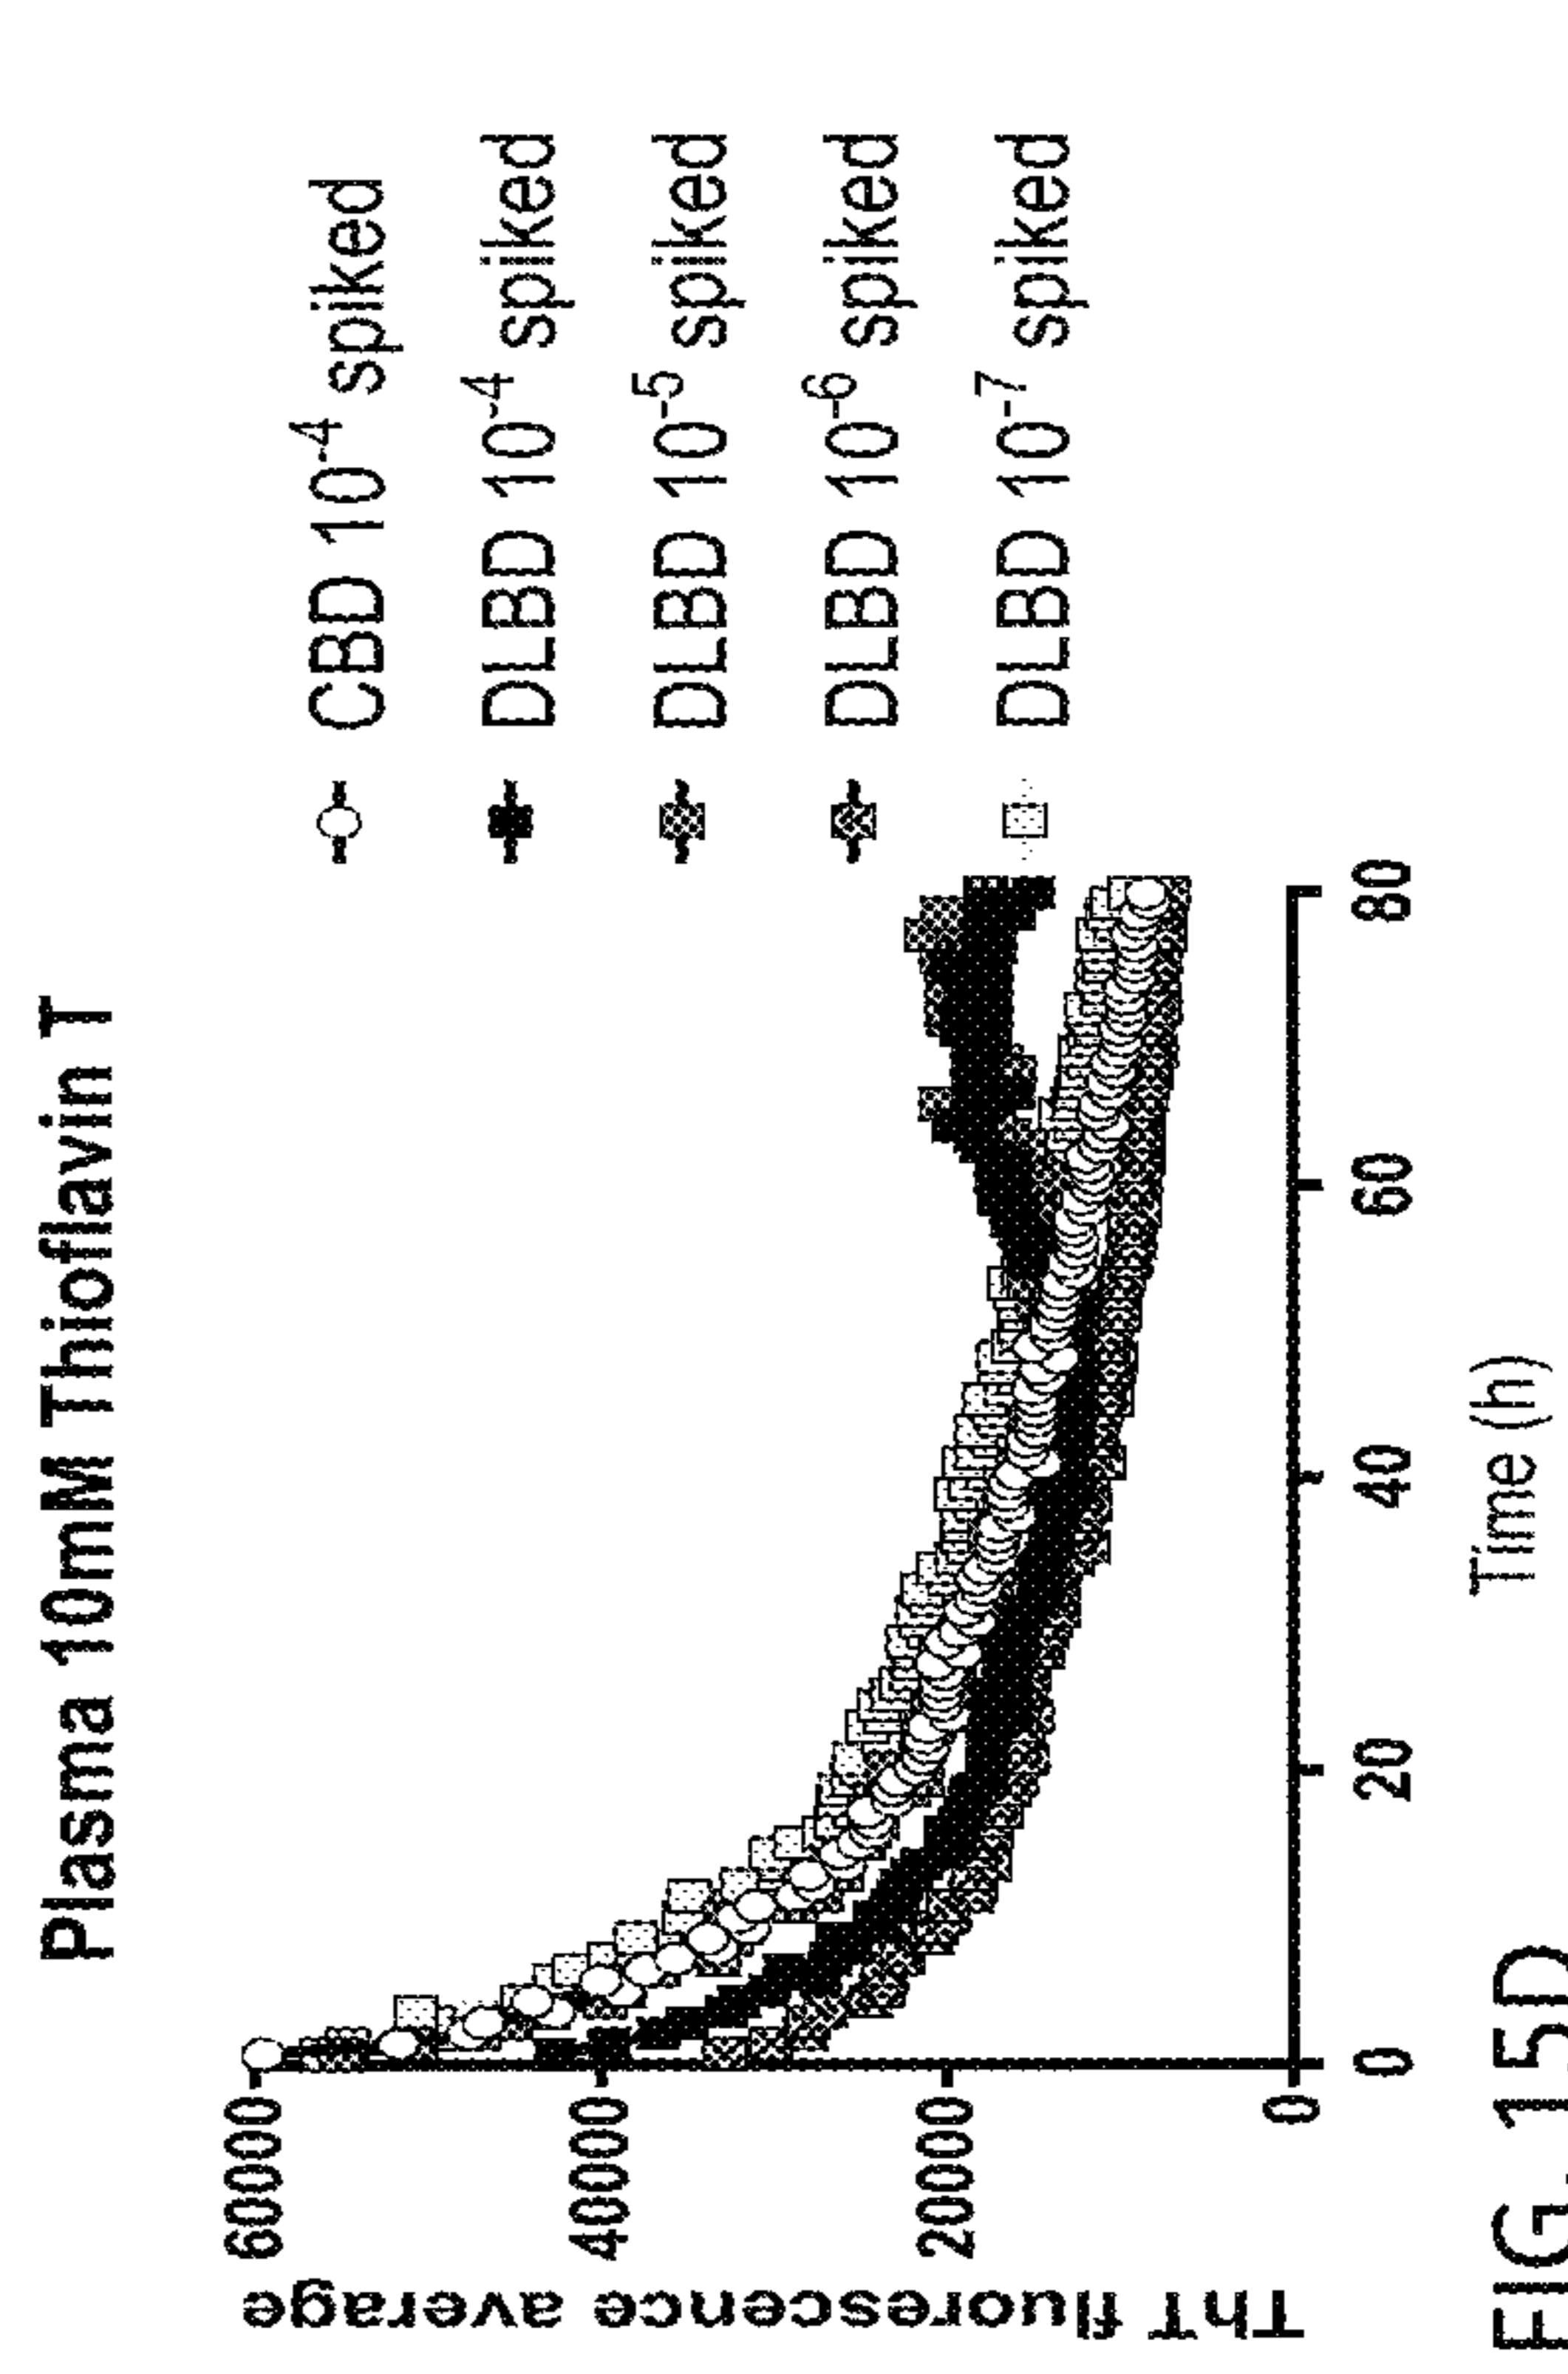 Plasma 10mM Thioflavin T
ThT fluorescence average
60000
40000
20000
0
0
20
40
60
80
Time (h)
CBD 10⁻⁴ spiked
DLBD 10⁻⁴ spiked
DLBD 10⁻⁵ spiked
DLBD 10⁻⁶ spiked
DLBD 10⁻⁷ spiked
FIG. 15D